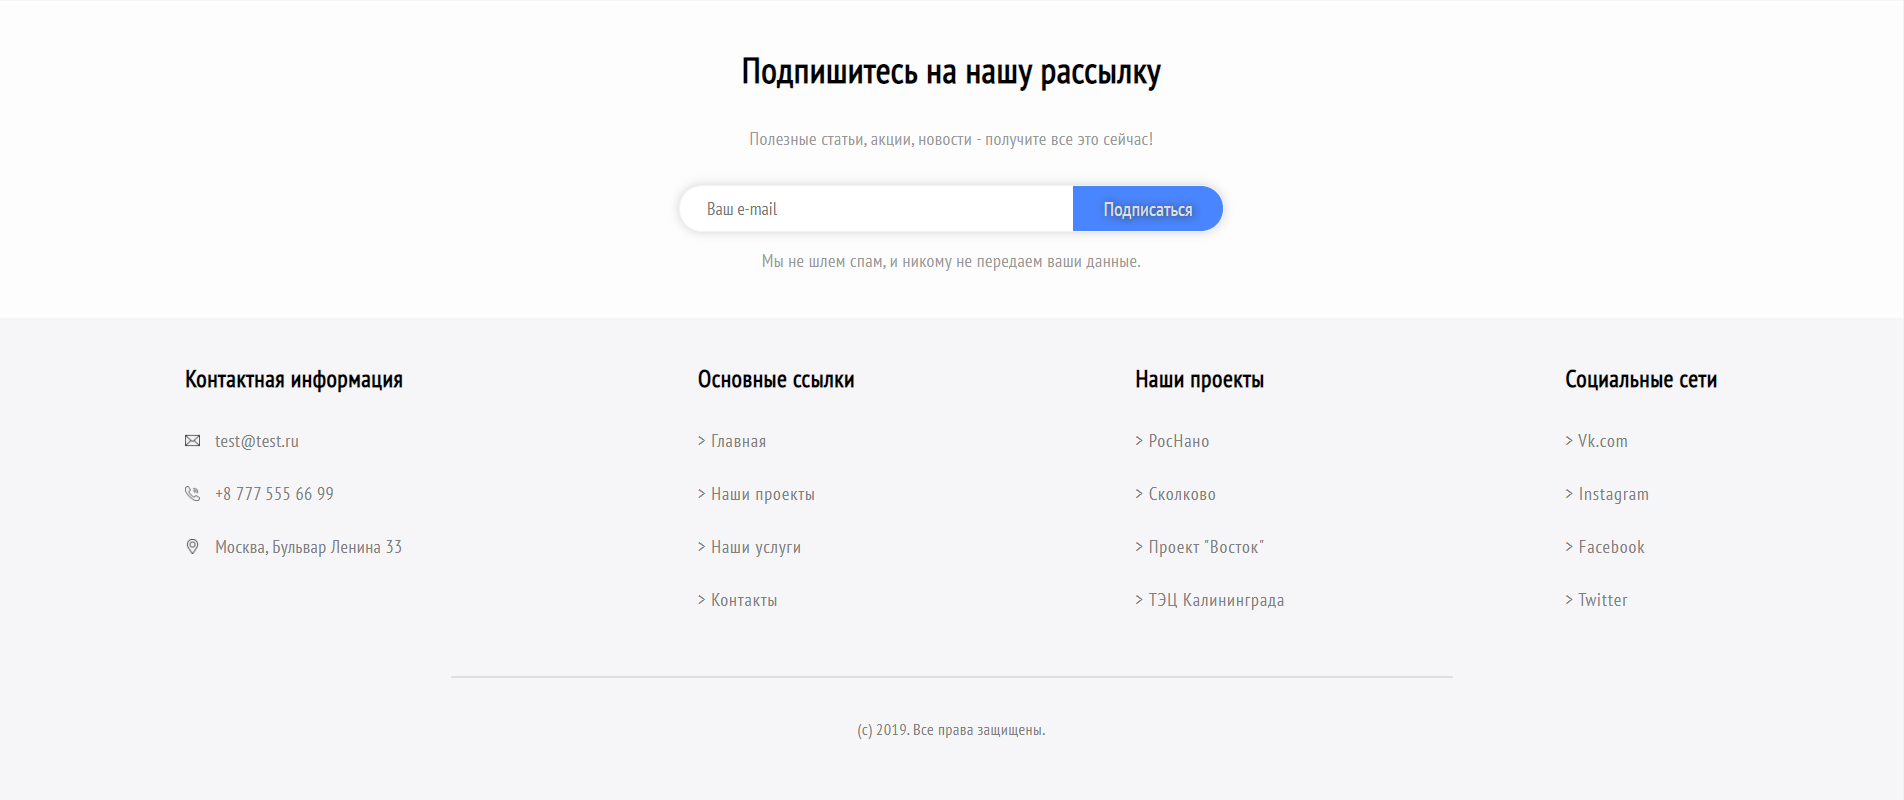 Подпишитесь на нашу рассылку
Полезные статьи, акции, новости - получите все это сейчас!
Ваш e-mail
Подписаться
Мы не шлем спам, и никому не передаем ваши данные.
Контактная информация
test@test.ru
+8 777 555 66 99
Москва, Бульвар Ленина 33
Основные ссылки
> Главная
> Наши проекты
> Наши услуги
> Контакты
Наши проекты
> РосНано
> Сколково
> Проект "Восток"
> ТЭЦ Калининграда
Социальные сети
> Vk.com
> Instagram
> Facebook
> Twitter
(c) 2019. Все права защищены.